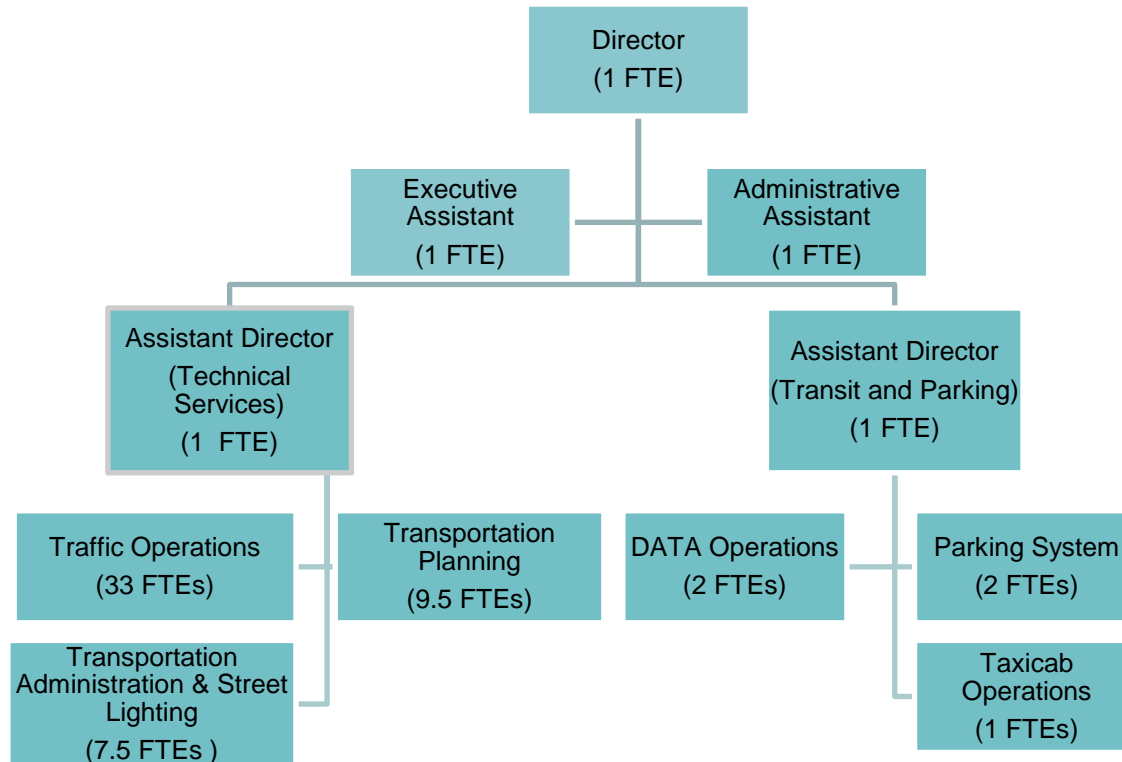 Director
(1 FTE)
Executive
Assistant
(1 FTE)
Administrative
Assistant
(1 FTE)
Assistant Director
(Technical
Services)
(1  FTE)
Assistant Director
(Transit and Parking)
(1 FTE)
Traffic Operations
(33 FTEs)
Transportation
Planning
(9.5 FTEs)
DATA Operations
(2 FTEs)
Parking System
(2 FTEs)
Transportation
Administration & Street
Lighting
(7.5 FTEs )
Taxicab
Operations
(1 FTEs)